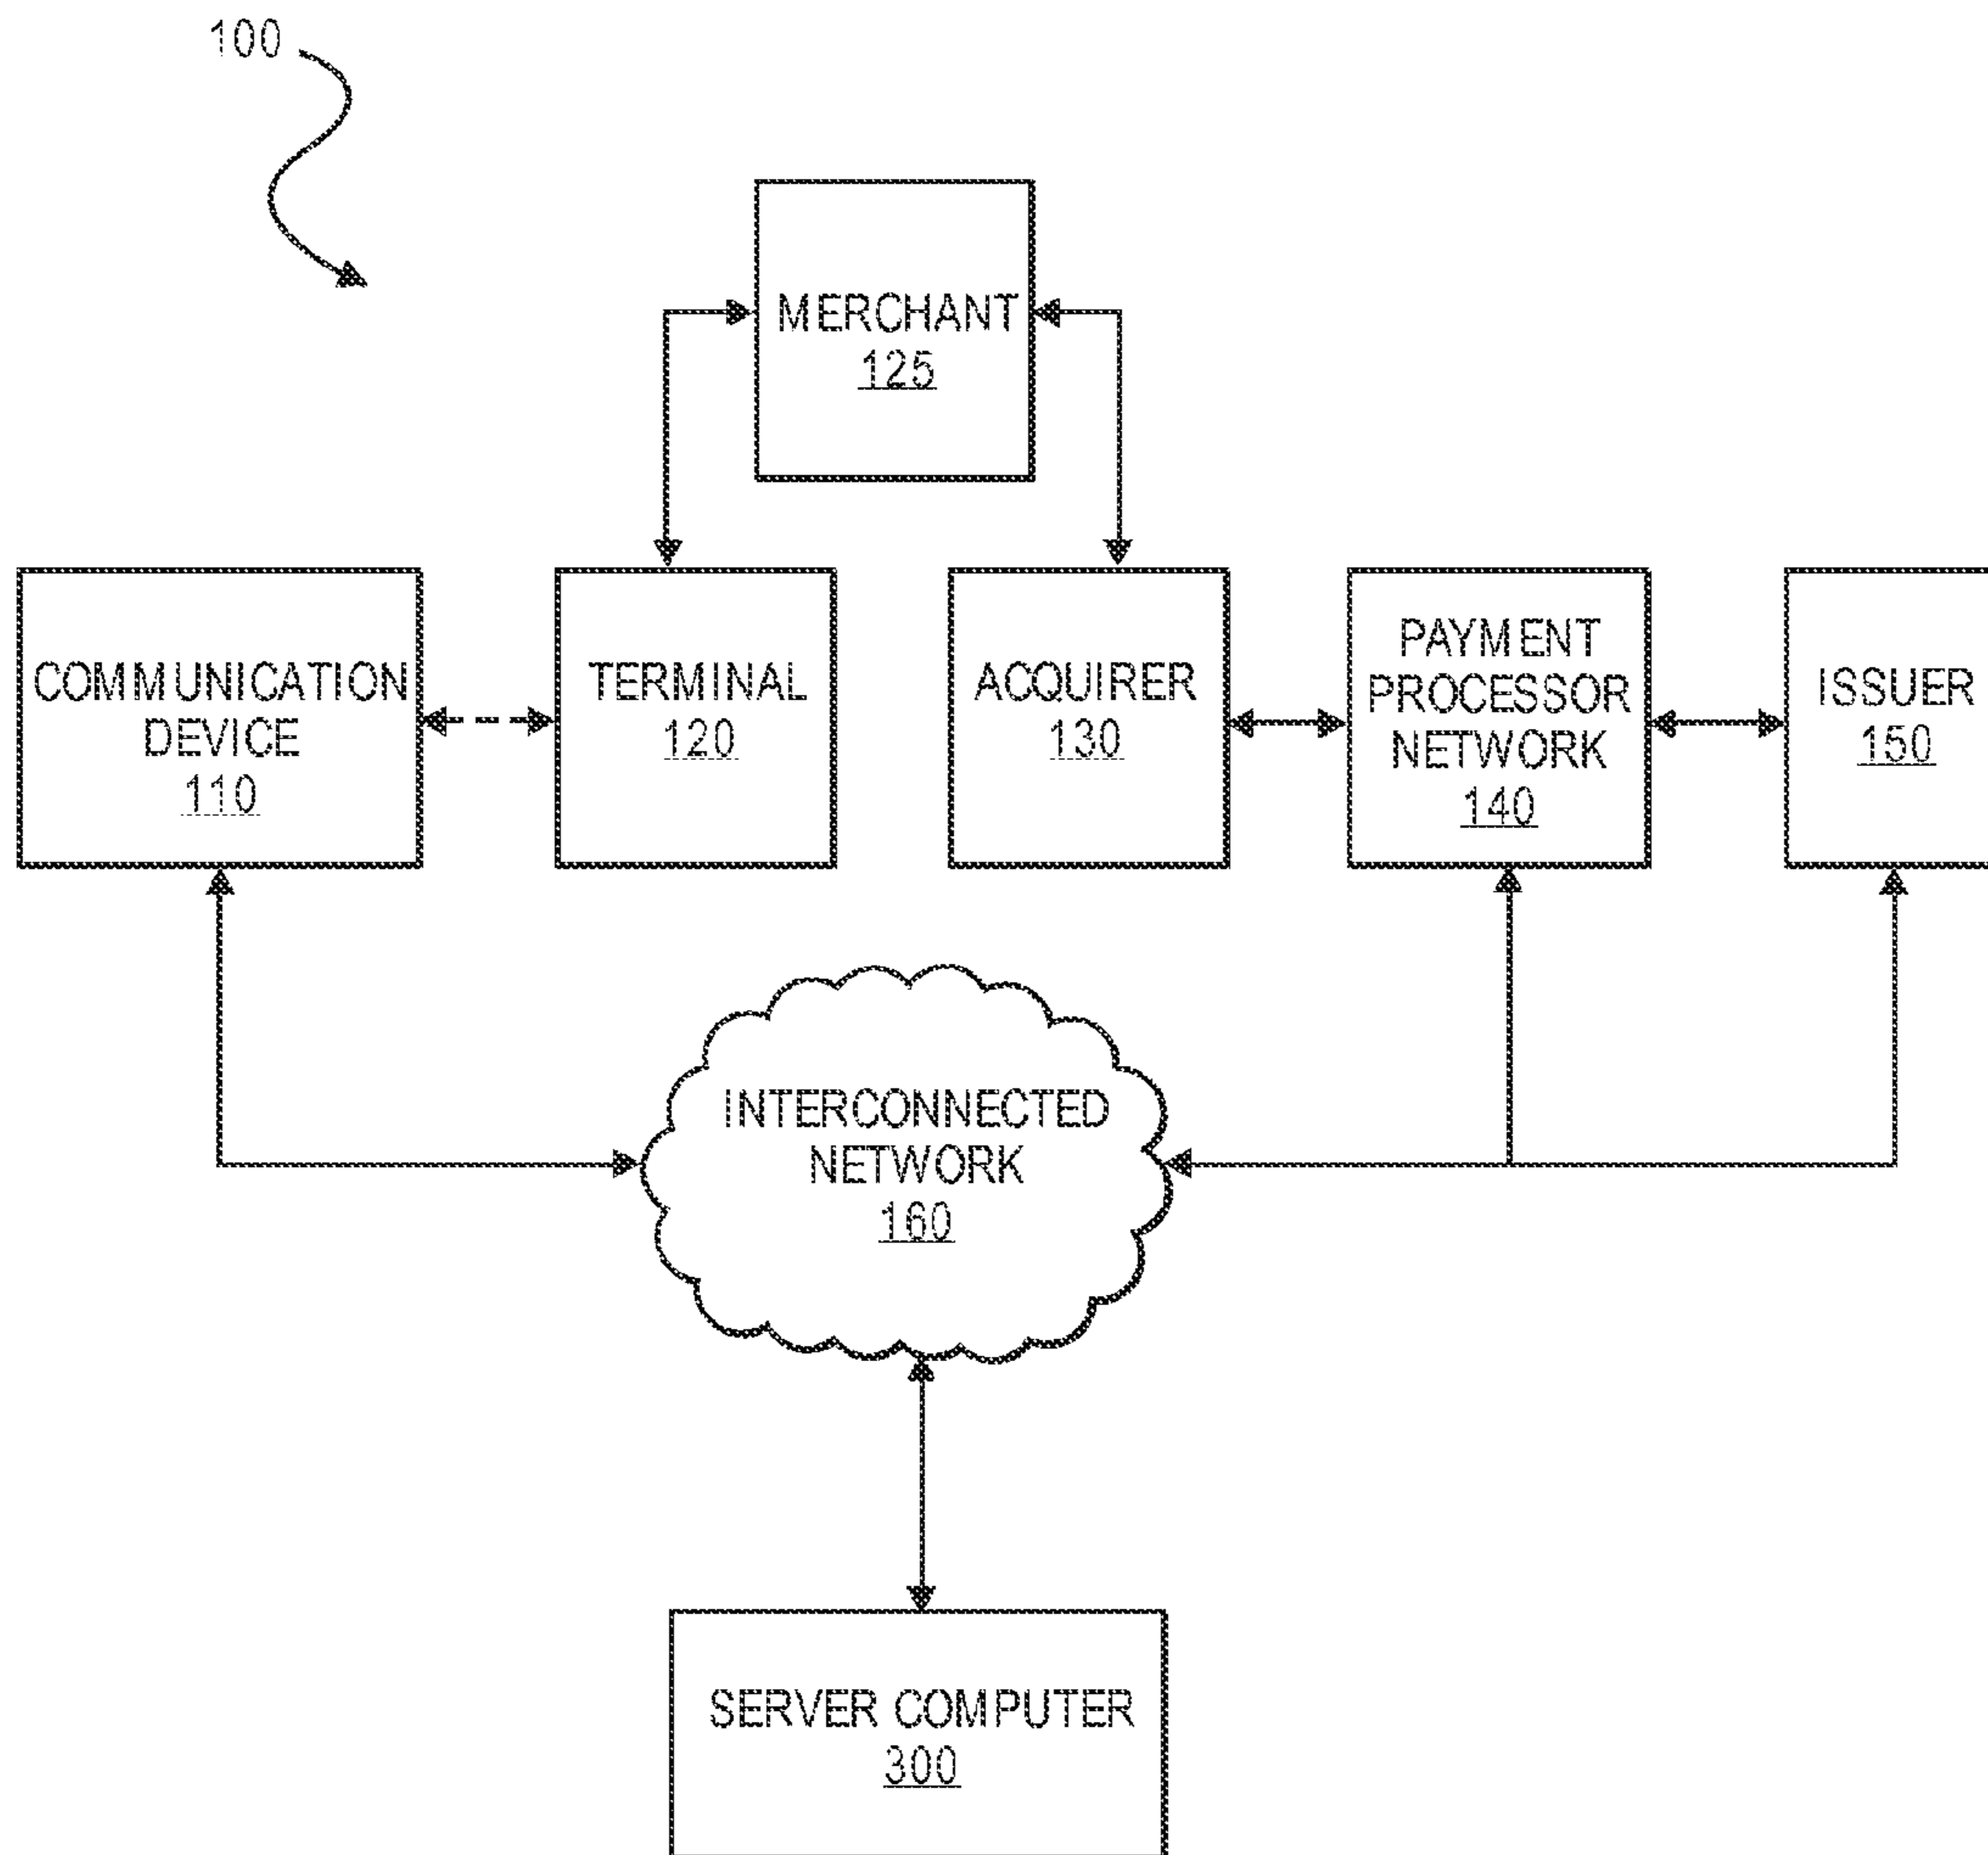 100
MERCHANT
125
COMMUNICATION
DEVICE
110
TERMINAL
120
ACQUIRER
130
PAYMENT
PROCESSOR
NETWORK
140
ISSUER
150
INTERCONNECTED
NETWORK
160
SERVER COMPUTER
300